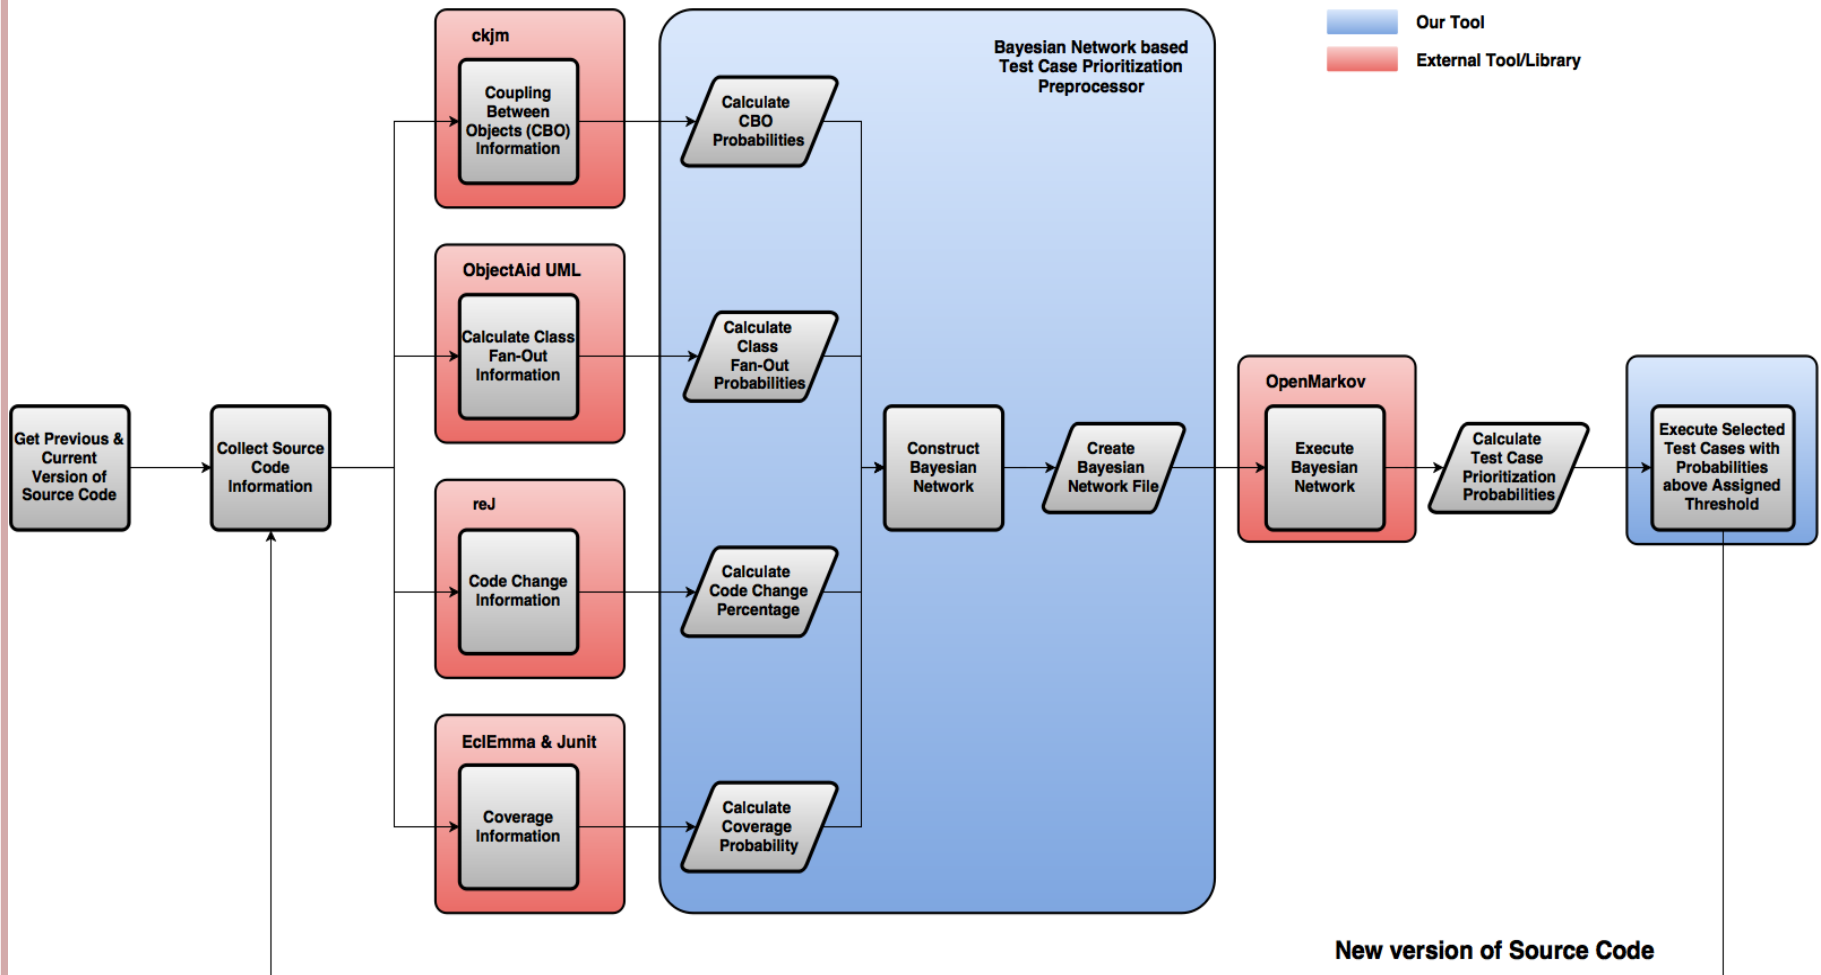 ckjm
Coupling
Between
Objects (CBO)
Information
Calculate
CBO
Probabilities
Bayesian Network based
Test Case Prioritization
Preprocessor
Our Tool
External Tool/Library
ObjectAid UML
Calculate Class
Fan-Out
Information
Calculate
Class
Fan-Out
Probabilities
Get Previous &
Current
Version of
Source Code
Collect Source
Code
Information
reJ
Code Change
Information
Calculate
Code Change
Percentage
Construct
Bayesian
Network
Create
Bayesian
Network File
OpenMarkov
Execute
Bayesian
Network
Calculate
Test Case
Prioritization
Probabilities
Execute Selected
Test Cases with
Probabilities
above Assigned
Threshold
EclEmma & Junit
Coverage
Information
Calculate
Coverage
Probability
New version of Source Code